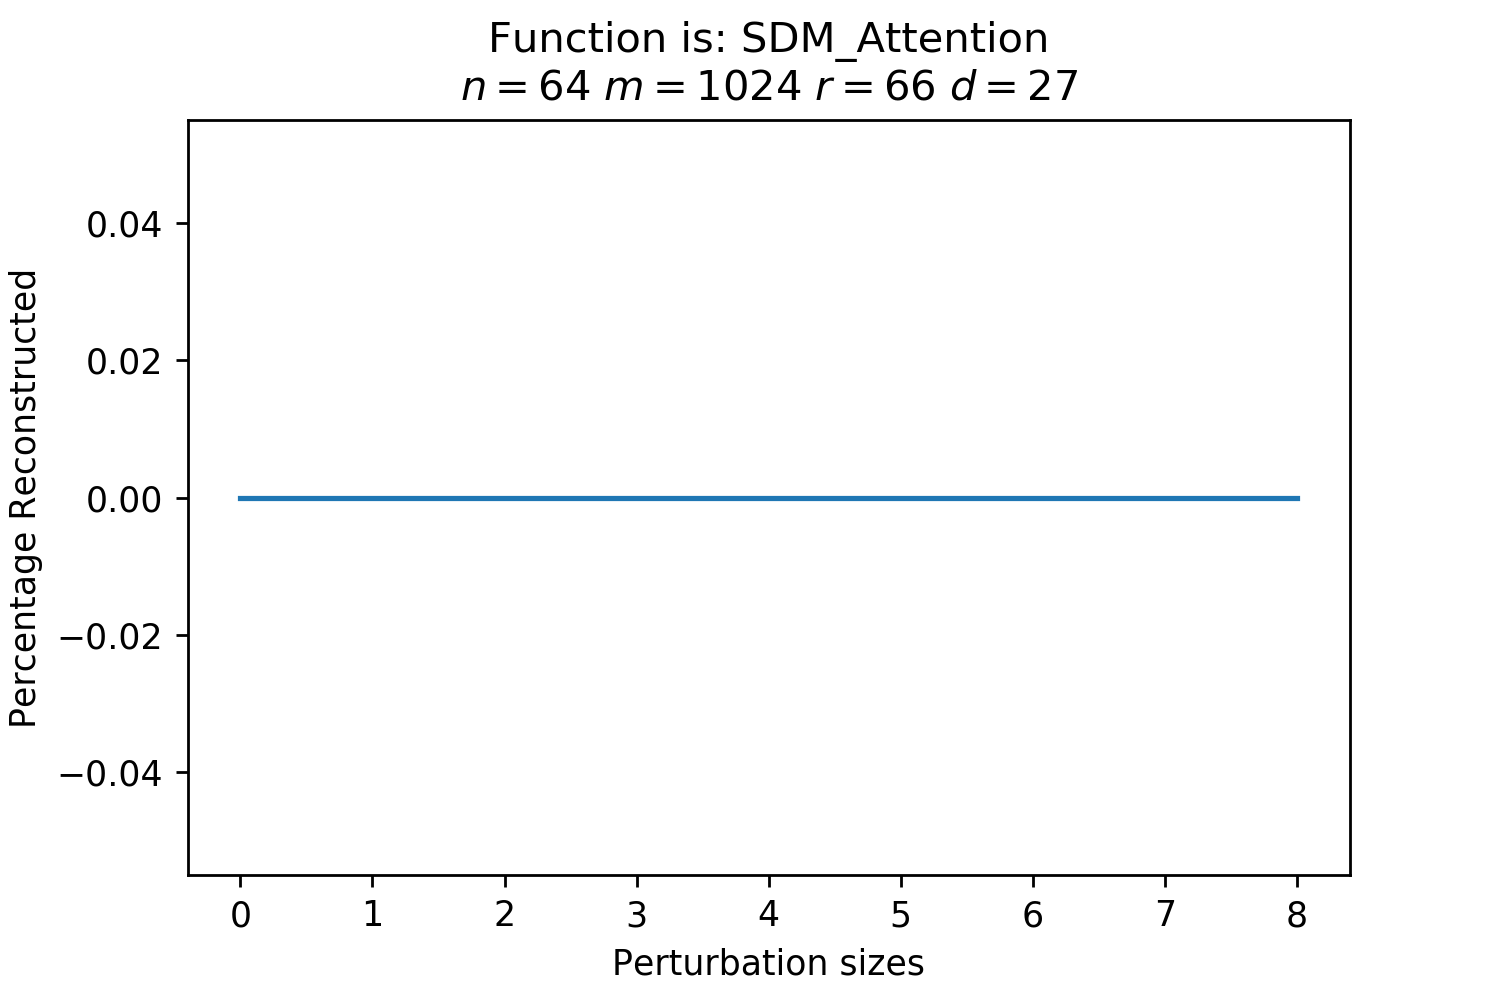 Function is: SDM_Attention
n = 64 m = 1024 r = 66 d = 27
Percentage Reconstructed
0.04
0.02
0.00
−0.02
−0.04
0 1 2 3 4 5 6 7 8
Perturbation sizes